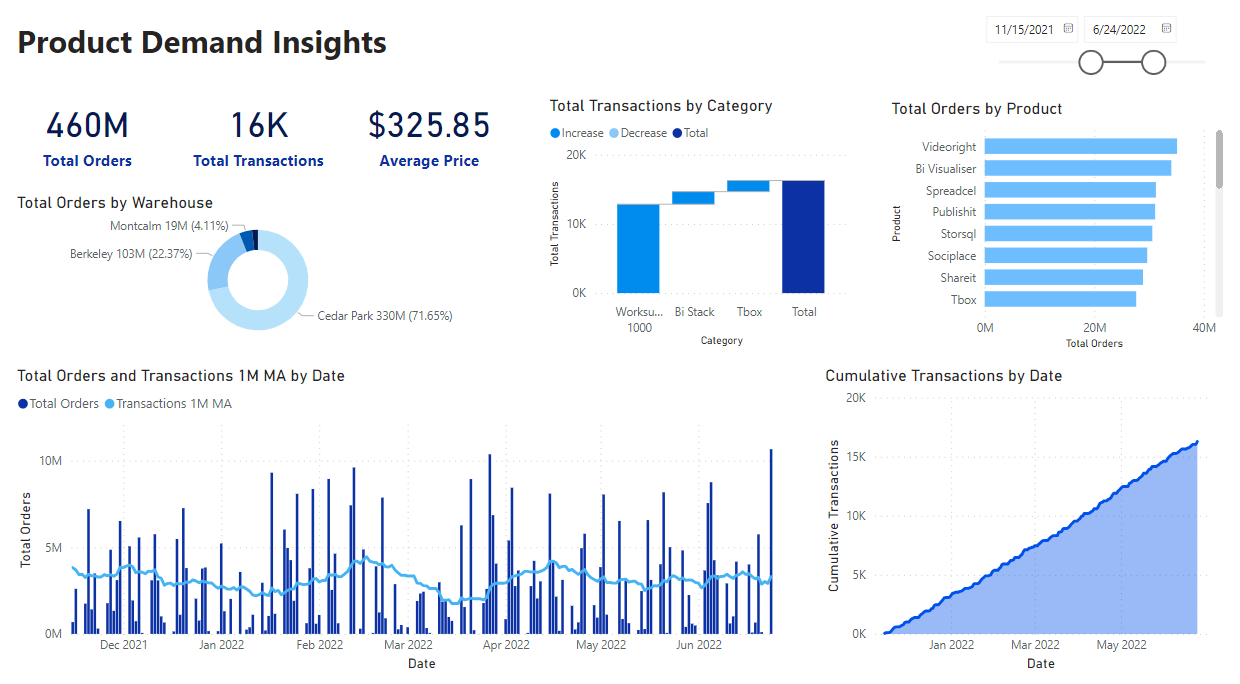 Product Demand Insights
11/15/2021
6/24/2022
460M
Total Orders
16K
Total Transactions
$325.85
Average Price
Total Orders by Warehouse
Montcalm 19M (4.11%)
Berkeley 103M (22.37%)
Cedar Park 330M (71.65%)
Total Transactions by Category
Increase Decrease Total
Total Transactions
20K
10K
0K
Worksu... Bi Stack Tbox Total
1000
Category
Total Orders by Product
Product
Videoright
Bi Visualiser
Spreadcel
Publishit
Storsql
Sociplace
Shareit
Tbox
0M 20M 40M
Total Orders
Total Orders and Transactions 1M MA by Date
Total Orders Transactions 1M MA
Total Orders
10M
5M
0M
Dec 2021 Jan 2022 Feb 2022 Mar 2022 Apr 2022 May 2022 Jun 2022
Date
Cumulative Transactions by Date
Cumulative Transactions
20K
15K
10K
5K
0K
Jan 2022 Mar 2022 May 2022
Date